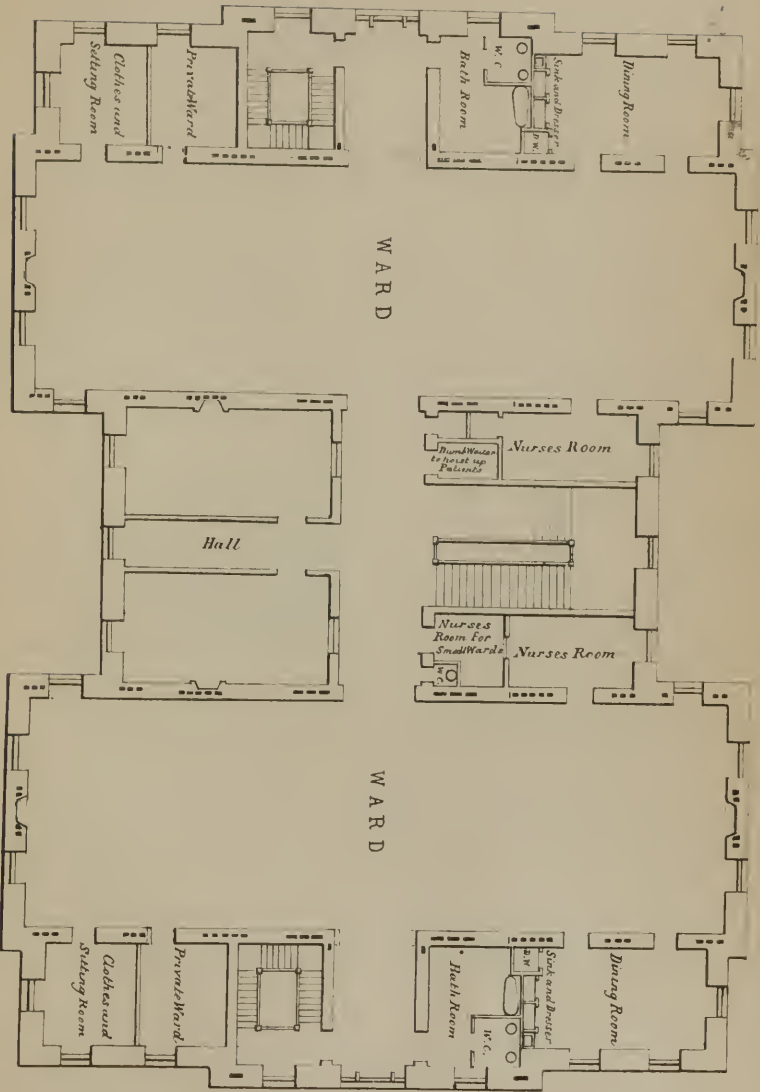 Clothes and
Setting Room
Private Ward
Bath Room
W. C
Sink and Dresser
D.W.
Dining Room
WARD
Nurses Room
Dumb Waiter
to hoist up
Patients
Hall
Nurses
Room for
Small Wards
Nurses Room
W.C
WARD
Clothes and
Sitting Room
Private Ward.
Bath Room
W.C.
D.W
Sink and Dresser
Dining Room